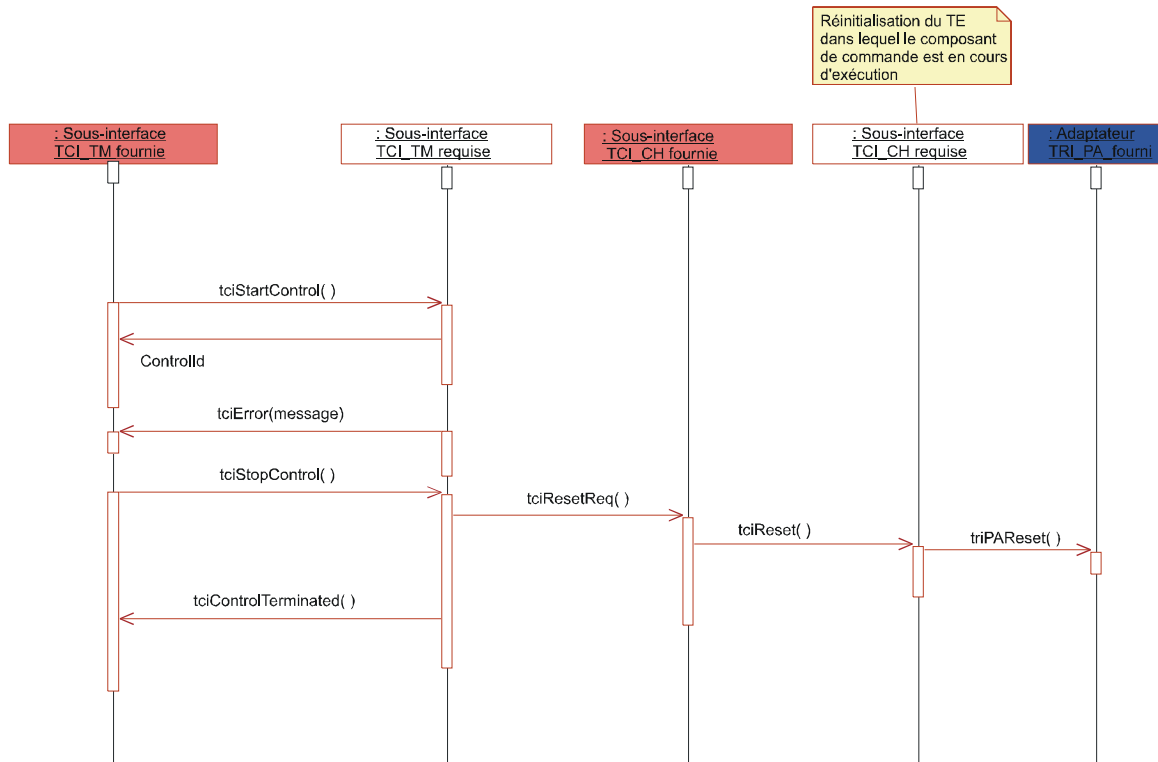 Réinitialisation du TE
dans lequel le composant
de commande est en cours
d'exécution
: Sous-interface
TCI_TM fournie
: Sous-interface
TCI_TM requise
: Sous-interface
TCI_CH fournie
: Sous-interface
TCI_CH requise
: Adaptateur
TRI_PA_fourni
tciStartControl( )
ControlId
tciError(message)
tciStopControl( )
tciResetReq( )
tciReset( )
triPAReset( )
tciControlTerminated( )